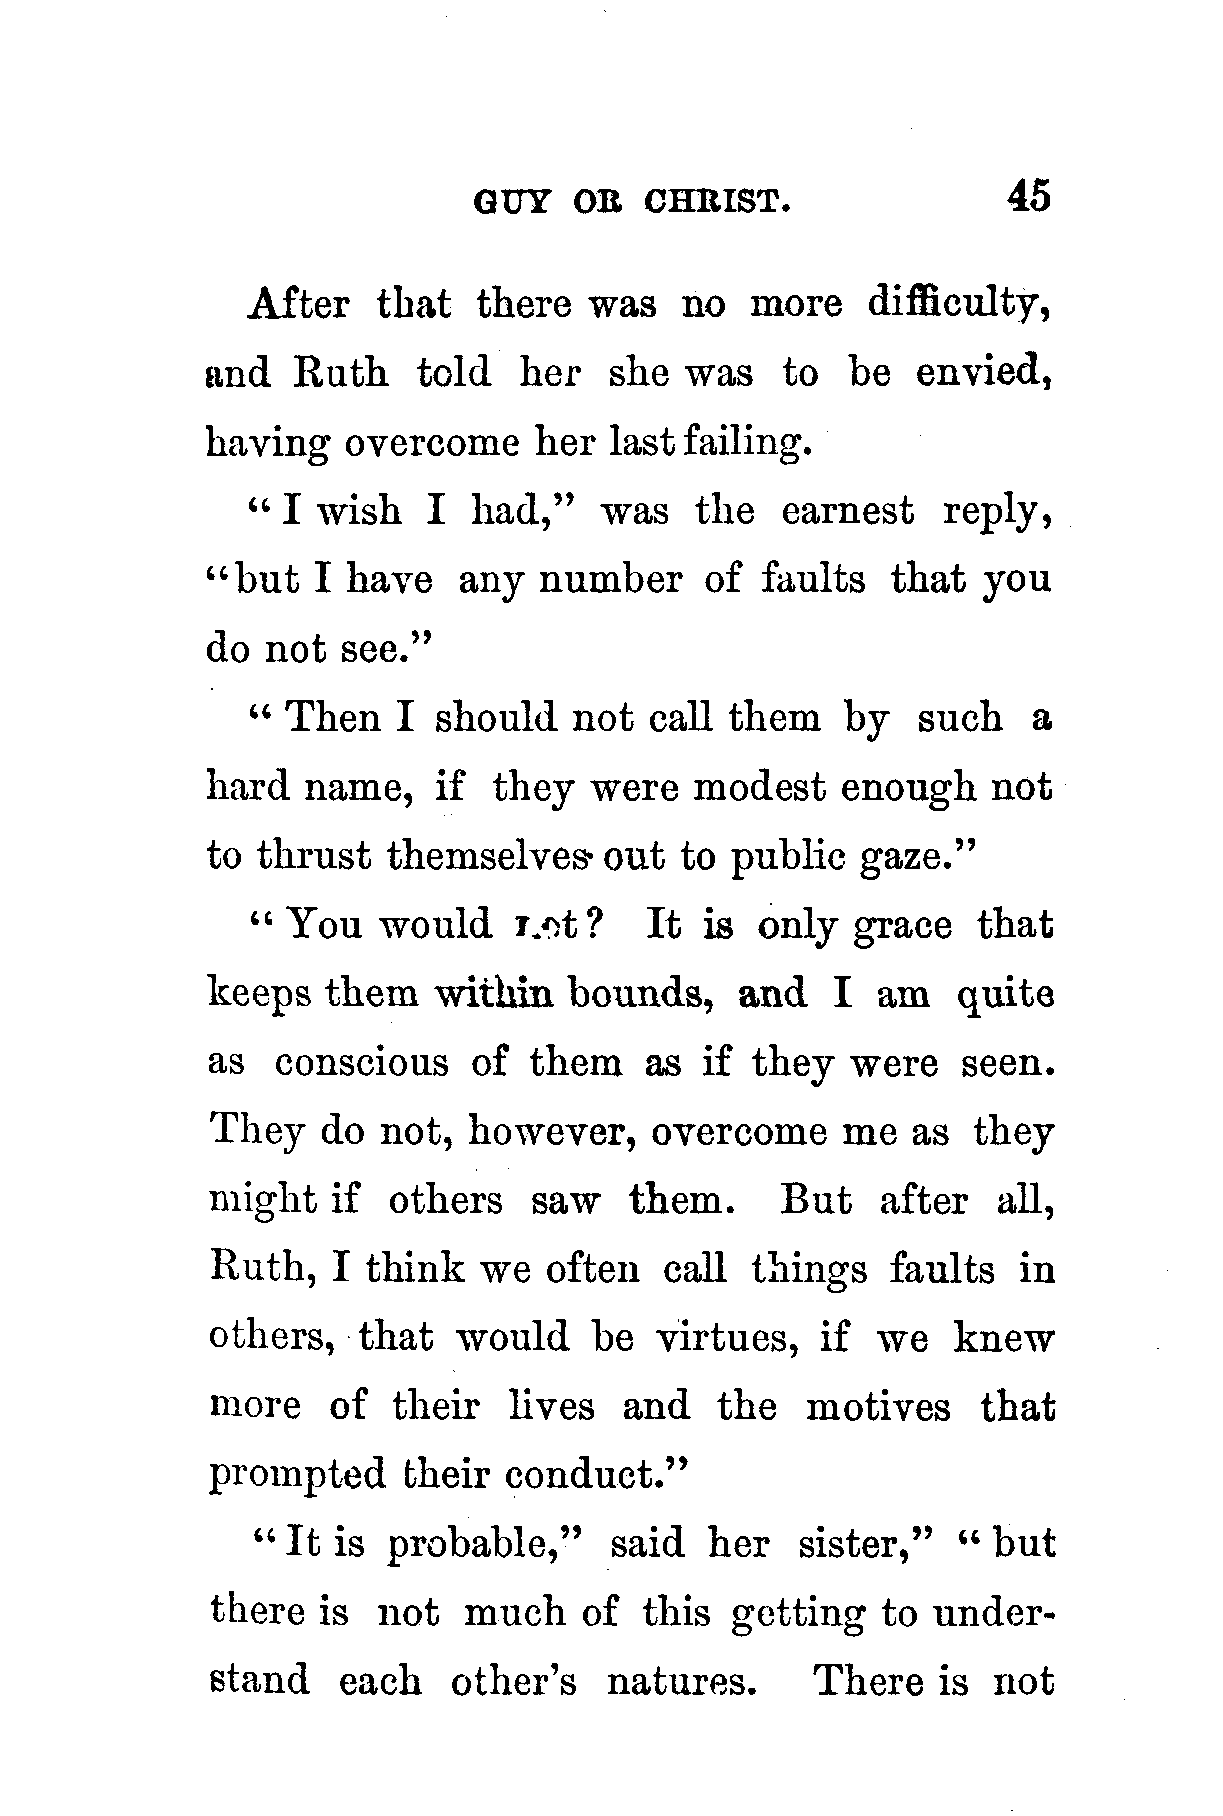 GUY OR CHRIST. 45
After that there was no more difficulty,
and Ruth told her she was to be envied,
having overcome her last failing.
“ I wish I had,” was the earnest reply,
“but I have any number of faults that you
do not see.”
“ Then I should not call them by such a
hard name, if they were modest enough not
to thrust themselves out to public gaze.”
“ You would not? It is only grace that
keeps them within bounds, and I am quite
as conscious of them as if they were seen.
They do not, however, overcome me as they
might if others saw them. But after all,
Ruth, I think we often call things faults in
others, that would be virtues, if we knew
more of their lives and the motives that
prompted their conduct.”
“ It is probable,” said her sister,” “ but
there is not much of this getting to under-
stand each other’s natures. There is not